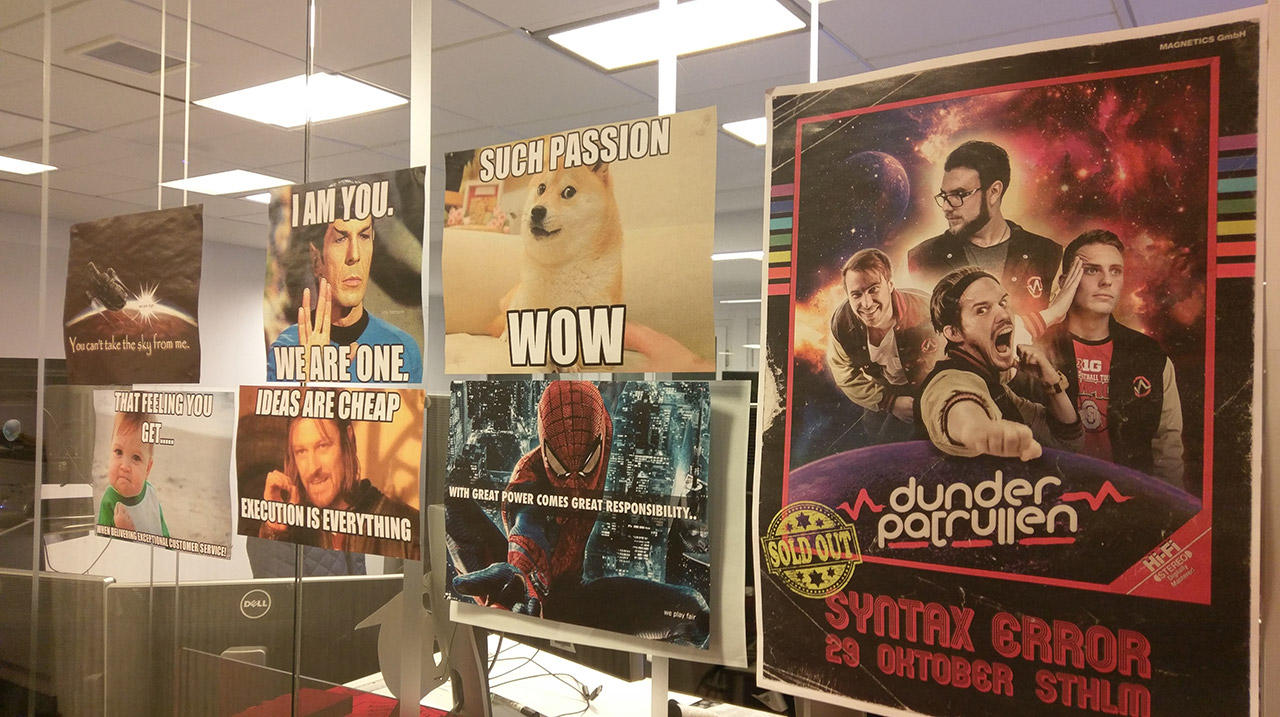 You can't take the sky from me.
I AM YOU.
WE ARE ONE.
SUCH PASSION
WOW
THAT FEELING YOU
GET.....
WHEN DELIVERING EXCEPTIONAL CUSTOMER SERVICE!
IDEAS ARE CHEAP
EXECUTION IS EVERYTHING
WITH GREAT POWER COMES GREAT RESPONSIBILITY..
we play fair
DELL
MAGNETICS GmbH
1G
dunder
patrullen
SOLD OUT
Hi-Fi
STEREO
SYNTAX ERROR
29 OKTOBER STHLM